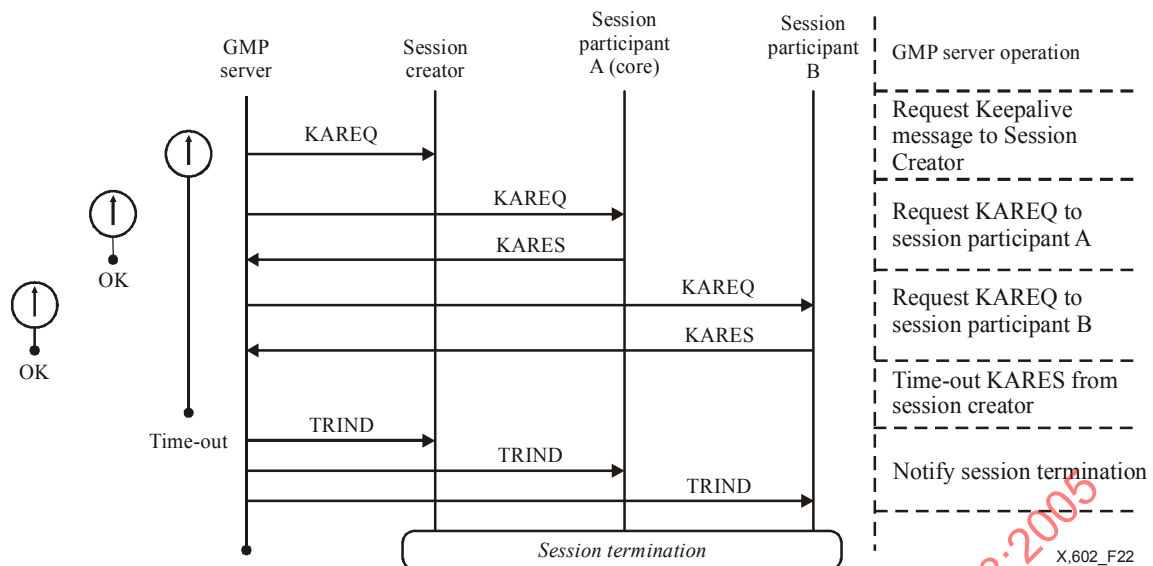 GMP
server
Session
creator
Session
participant
A (core)
Session
participant
B
GMP server operation
KAREQ
Request Keepalive
message to Session
Creator
KAREQ
KARES
OK
Request KAREQ to
session participant A
KAREQ
KARES
OK
Request KAREQ to
session participant B
Time-out KARES from
session creator
Time-out
TRIND
TRIND
TRIND
Notify session termination
Session termination
:2005
X,602_F22